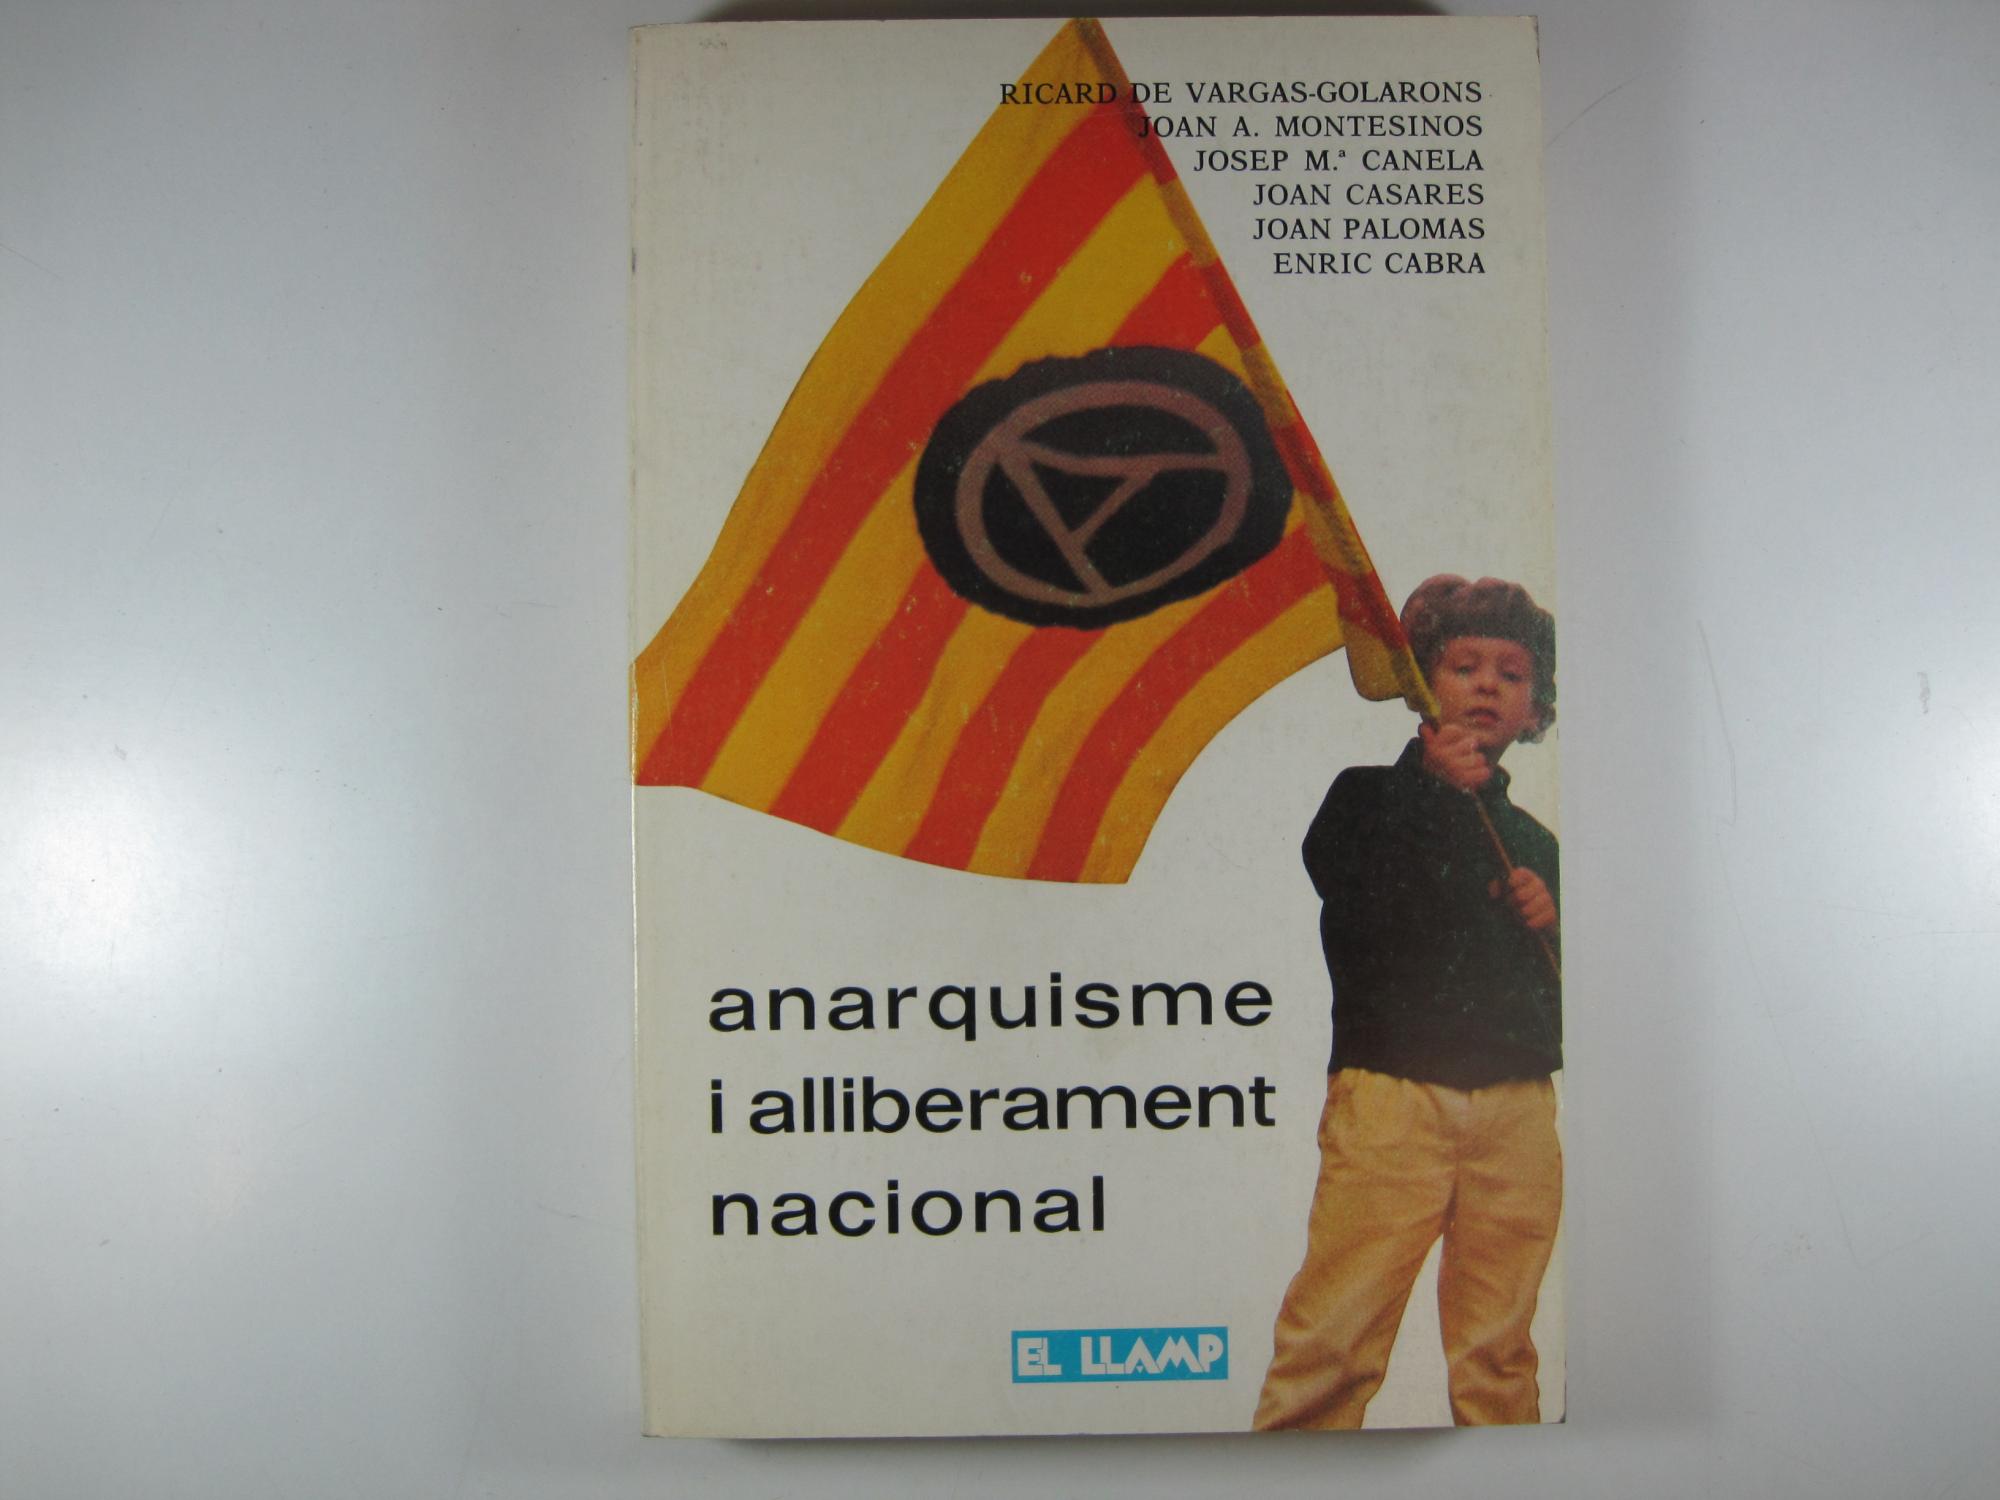 RICARD DE VARGAS-GOLARONS
JOAN A. MONTESINOS
JOSEP M.ª CANELA
JOAN CASARES
JOAN PALOMAS
ENRIC CABRA
anarquisme
i alliberament
nacional
EL LLAMP